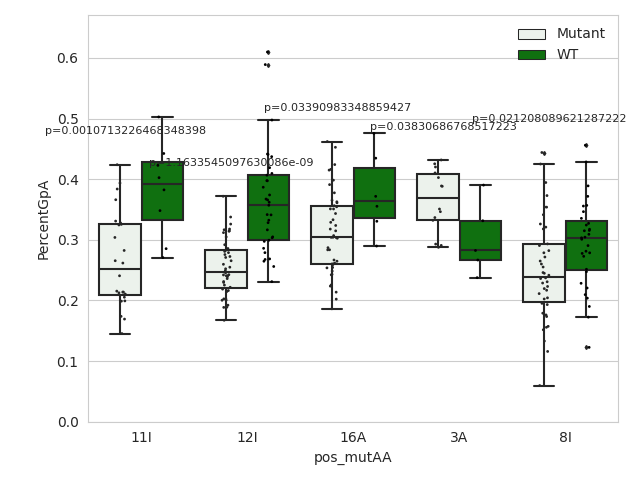 Mutant
WT
0.6
0.5
0.4
0.3
0.2
0.1
0.0
PercentGpA
p=0.0010713226468348398
p=1.1633545097630086e-09
p=0.03390983348859427
p=0.03830686768517223
p=0.021208089621287222
11I
12I
16A
3A
8I
pos_mutAA